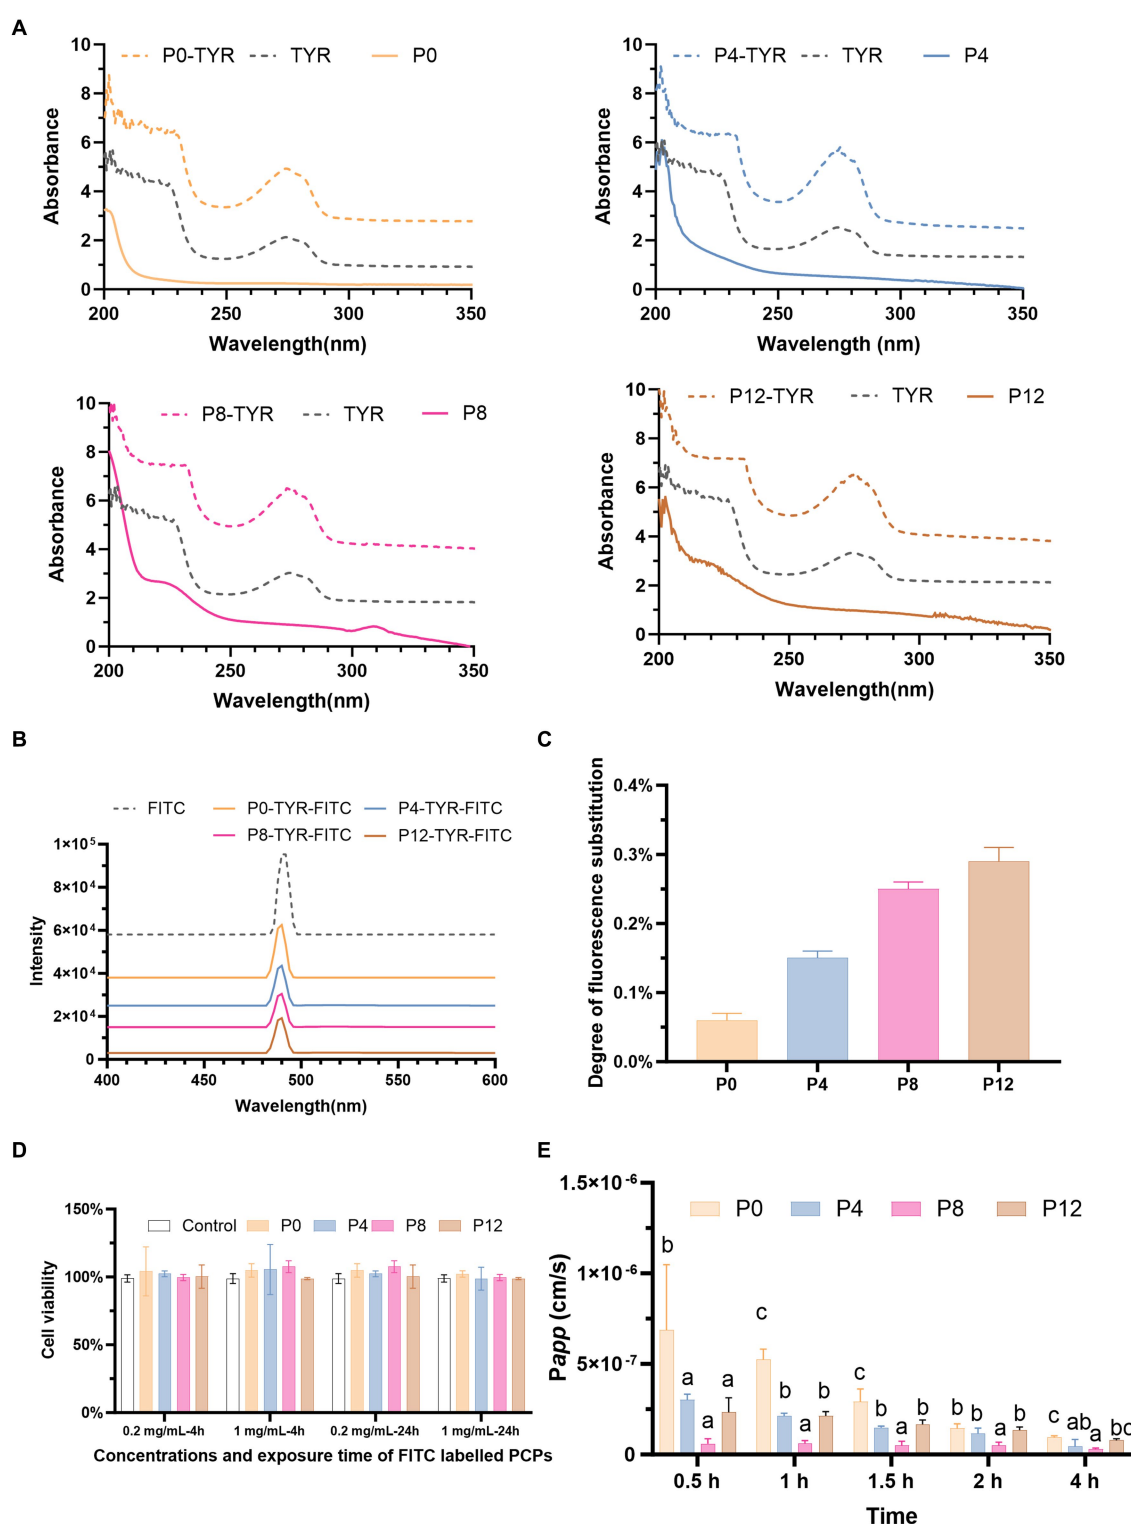 A
P0-TYR TYR P0
10
8
6
4
2
0
Absorbance
200 250 300 350
Wavelength(nm)
P4-TYR TYR P4
10
8
6
4
2
0
Absorbance
200 250 300 350
Wavelength (nm)
P8-TYR TYR P8
10
8
6
4
2
0
Absorbance
200 250 300 350
Wavelength(nm)
P12-TYR TYR P12
10
8
6
4
2
0
Absorbance
200 250 300 350
Wavelength(nm)
B
FITC P0-TYR-FITC P4-TYR-FITC
P8-TYR-FITC P12-TYR-FITC
1×10⁵
8×10⁴
6×10⁴
4×10⁴
2×10⁴
0
Intensity
400 450 500 550 600
Wavelength(nm)
C
0.4%
0.3%
0.2%
0.1%
0.0%
Degree of fluorescence substitution
P0 P4 P8 P12
D
150%
100%
50%
0%
Cell viability
Control P0 P4 P8 P12
0.2 mg/mL-4h 1 mg/mL-4h 0.2 mg/mL-24h 1 mg/mL-24h
Concentrations and exposure time of FITC labelled PCPs
E
1.5×10⁻⁶
1×10⁻⁶
5×10⁻⁷
0
Papp (cm/s)
P0 P4 P8 P12
b a a a
c b a b
c b a b
b b a b
c ab a bc
0.5 h 1 h 1.5 h 2 h 4 h
Time